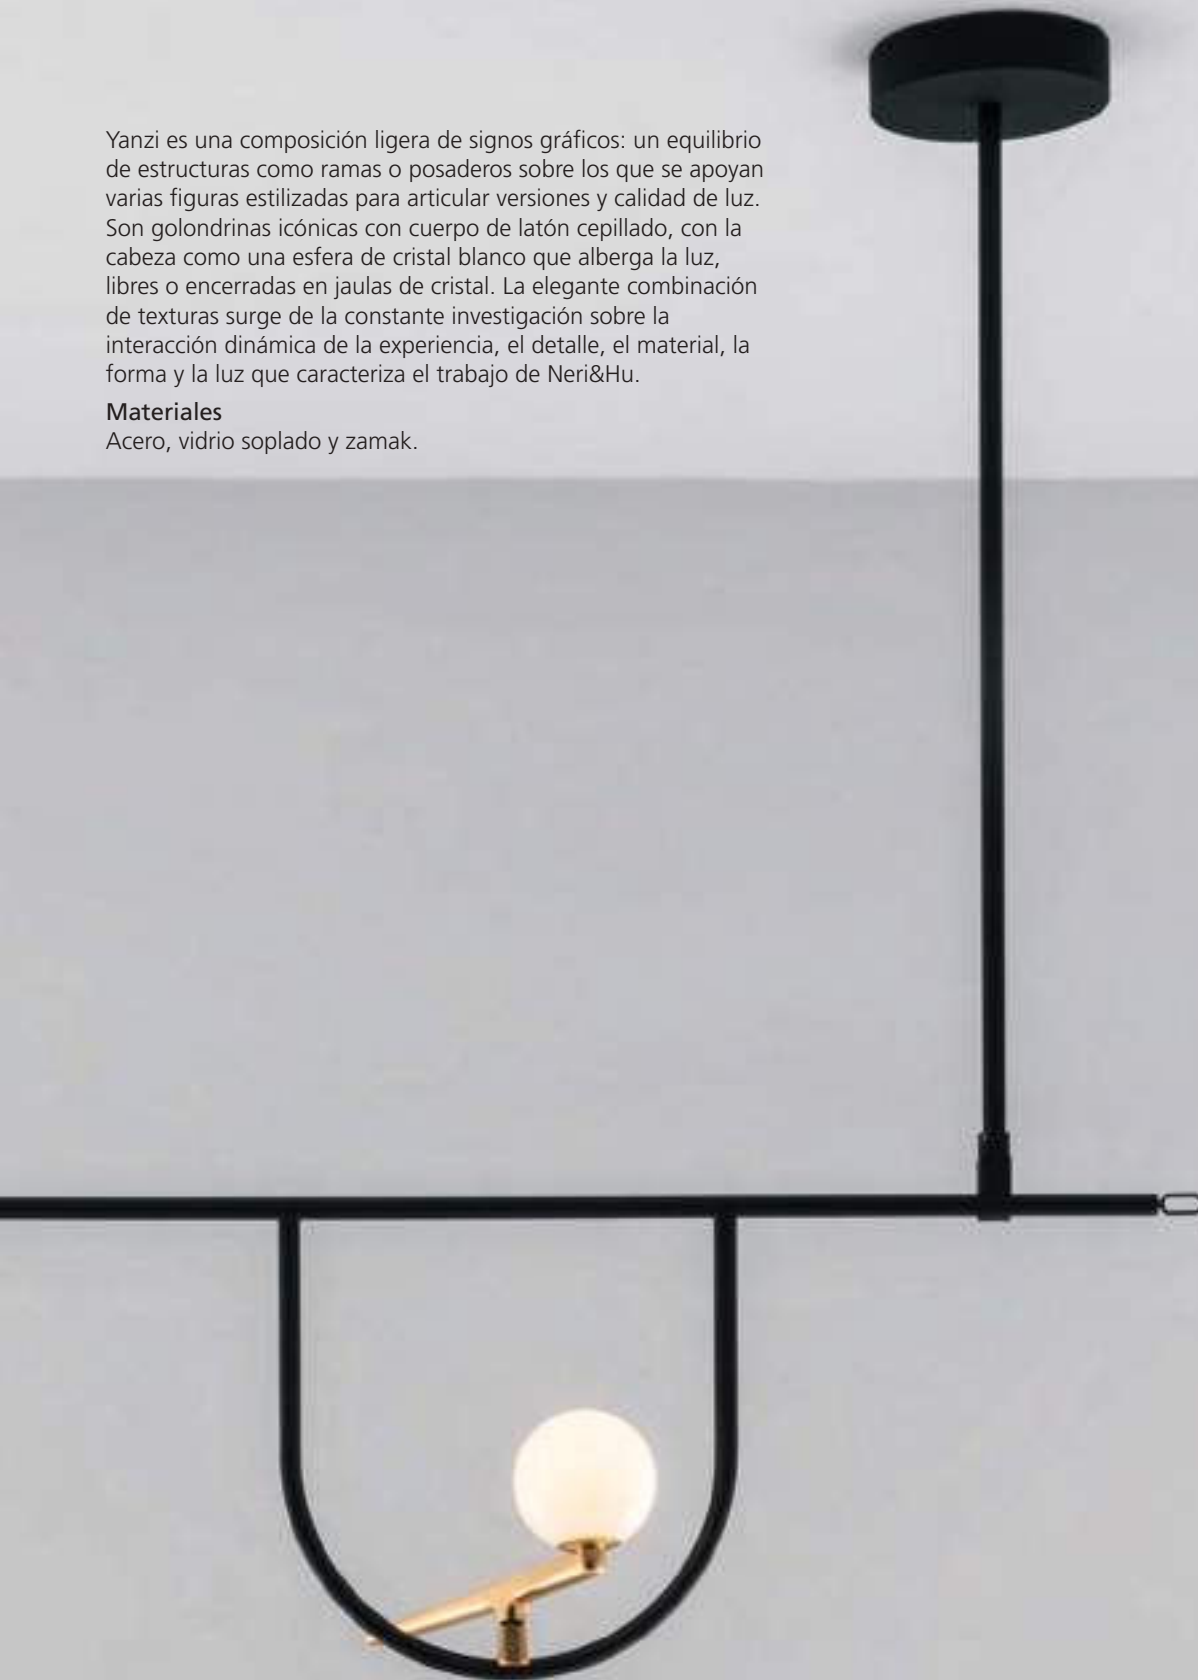 Yanzi es una composición ligera de signos gráficos: un equilibrio
de estructuras como ramas o posaderos sobre los que se apoyan
varias figuras estilizadas para articular versiones y calidad de luz.
Son golondrinas icónicas con cuerpo de latón cepillado, con la
cabeza como una esfera de cristal blanco que alberga la luz,
libres o encerradas en jaulas de cristal. La elegante combinación
de texturas surge de la constante investigación sobre la
interacción dinámica de la experiencia, el detalle, el material, la
forma y la luz que caracteriza el trabajo de Neri&Hu.
Materiales
Acero, vidrio soplado y zamak.